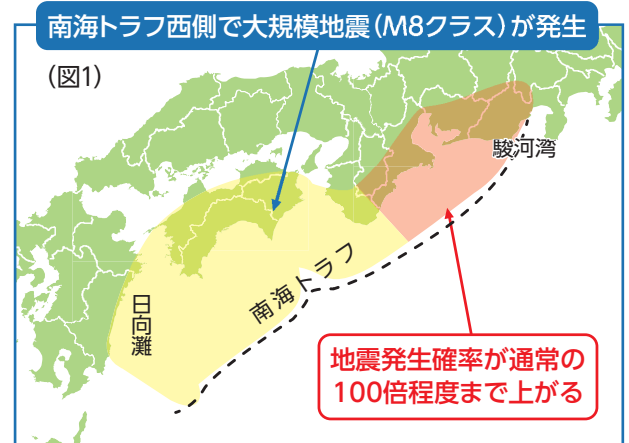 南海トラフ西側で大規模地震(M8クラス)が発生
(図1)
駿河湾
南海トラフ
日向灘
地震発生確率が通常の
100倍程度まで上がる